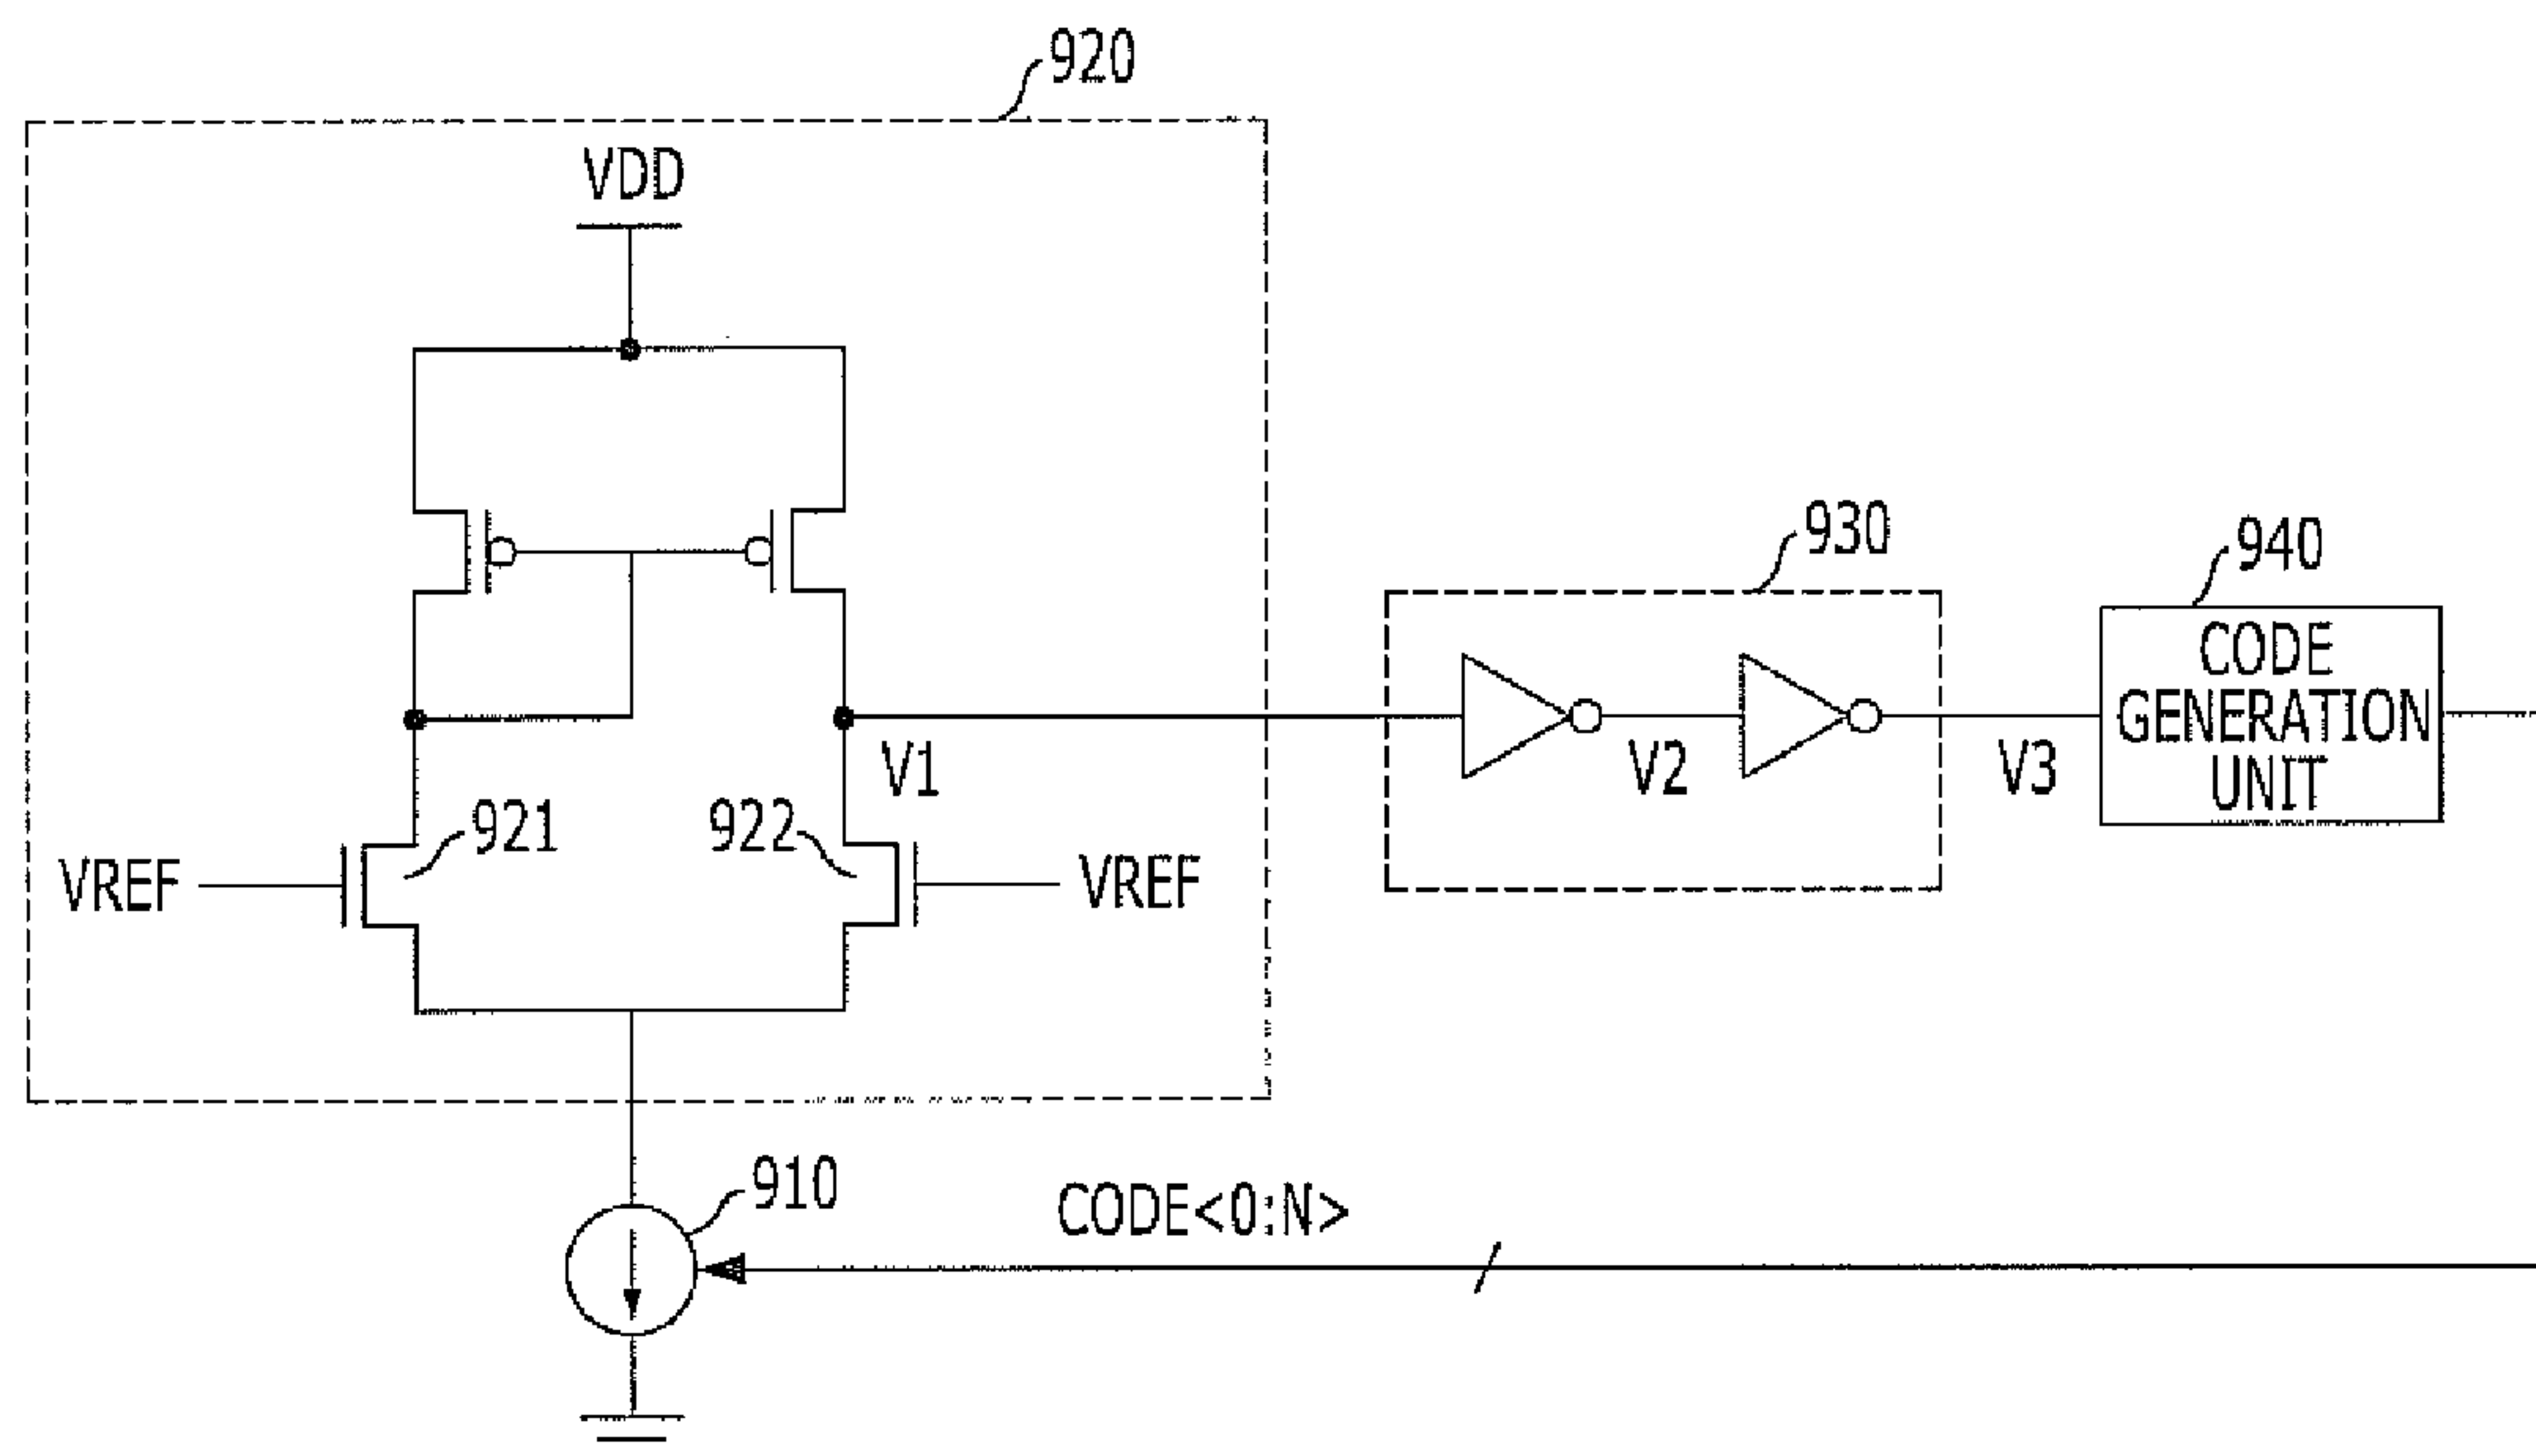 920
VDD
930
940
CODE
GENERATION
UNIT
V1
V2
V3
921
922
VREF
VREF
910
CODE<0:N>